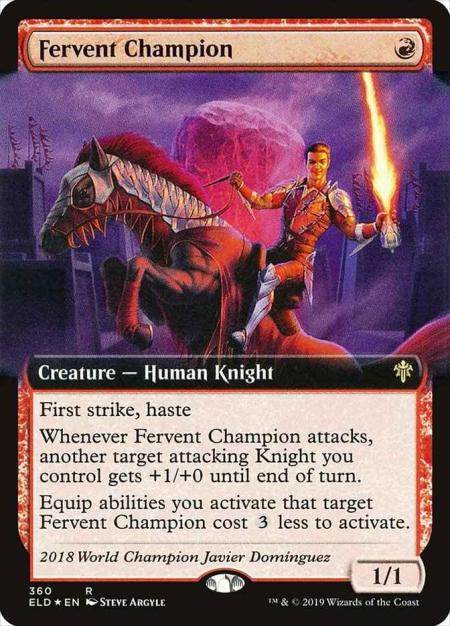 Fervent Champion
Creature — Human Knight
First strike, haste
Whenever Fervent Champion attacks,
another target attacking Knight you
control gets +1/+0 until end of turn.
Equip abilities you activate that target
Fervent Champion cost 3 less to activate.
2018 World Champion Javier Dominguez
360 R
ELD ★ EN Steve Argyle
1/1
™ & © 2019 Wizards of the Coast